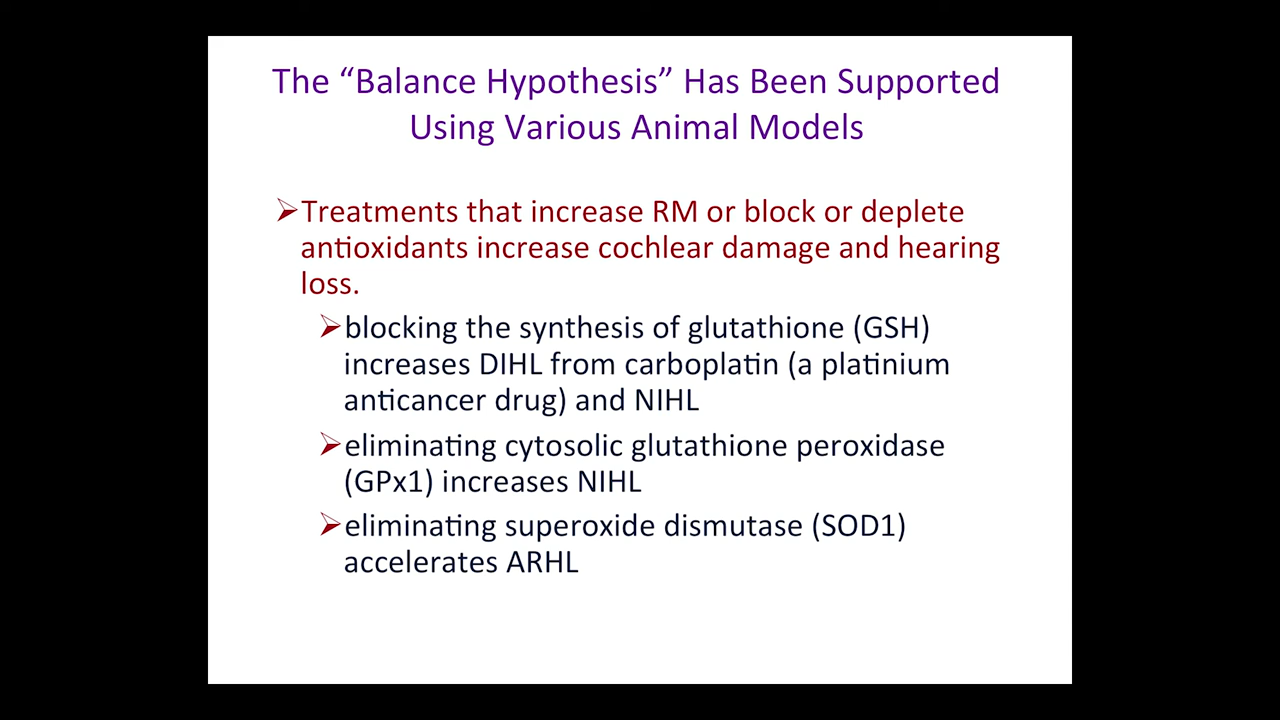 The “Balance Hypothesis” Has Been Supported
Using Various Animal Models
➢Treatments that increase RM or block or deplete
antioxidants increase cochlear damage and hearing
loss.
➢blocking the synthesis of glutathione (GSH)
increases DIHL from carboplatin (a platinium
anticancer drug) and NIHL
➢eliminating cytosolic glutathione peroxidase
(GPx1) increases NIHL
➢eliminating superoxide dismutase (SOD1)
accelerates ARHL